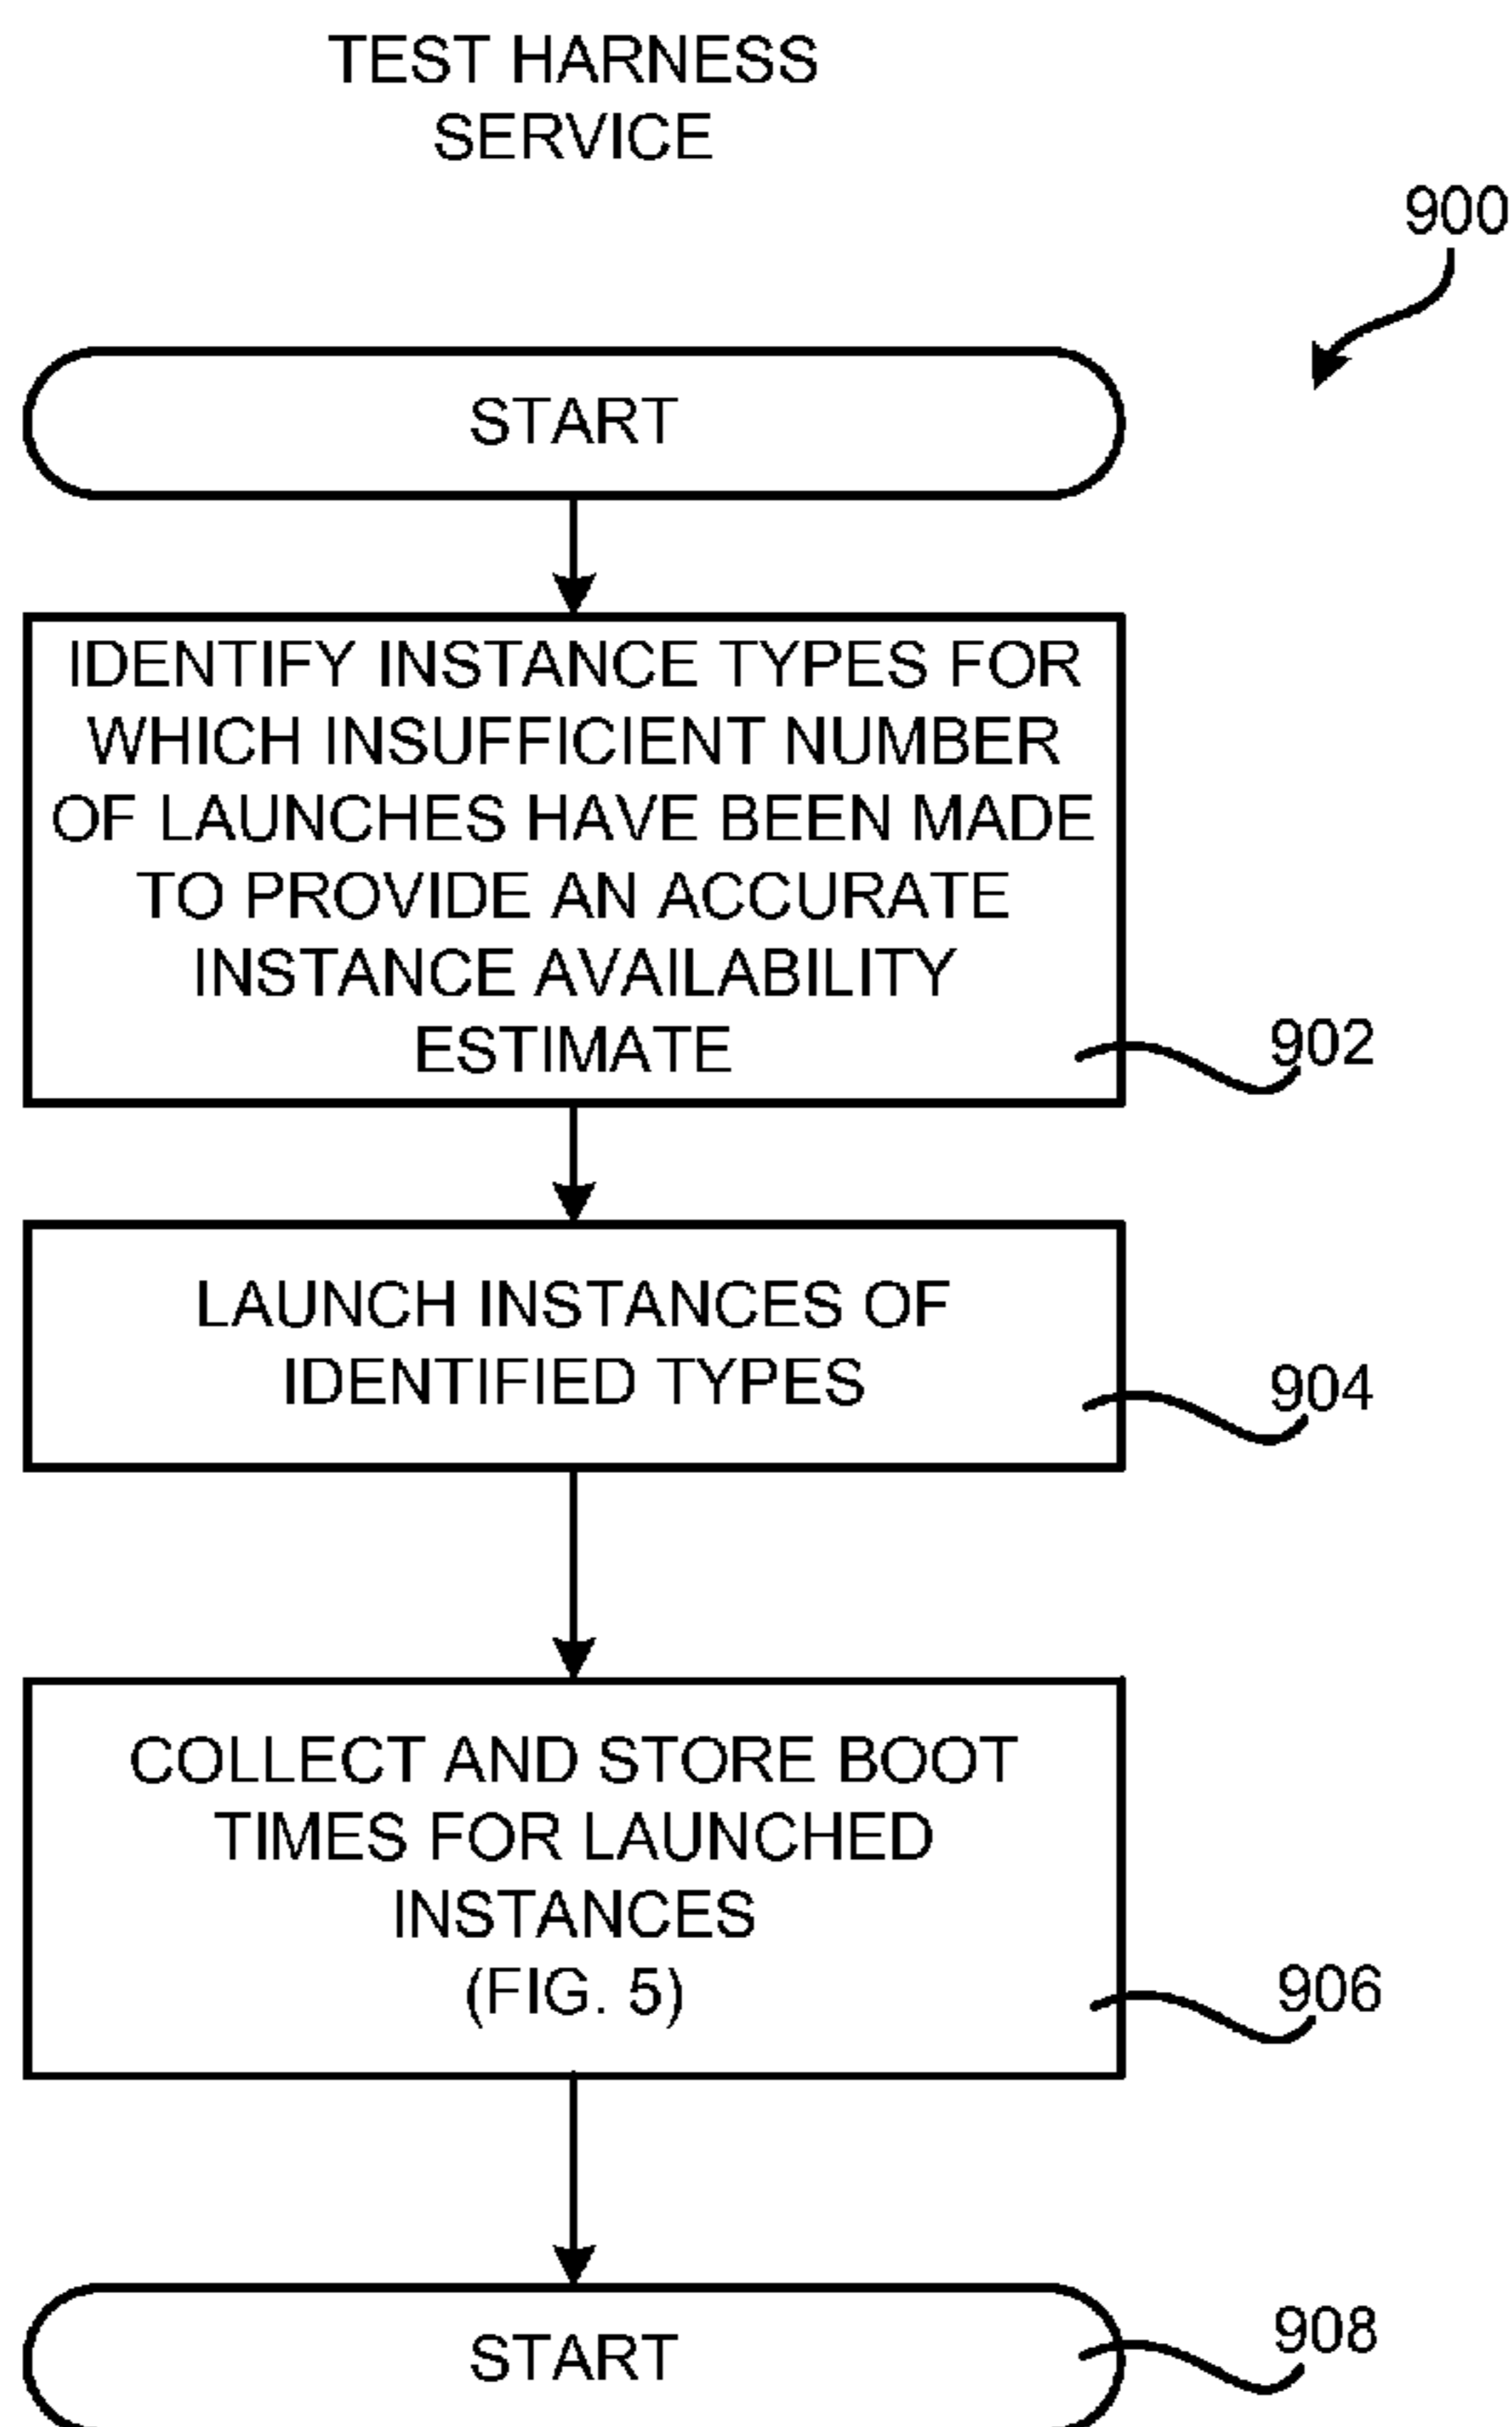 TEST HARNESS
SERVICE
900
START
IDENTIFY INSTANCE TYPES FOR
WHICH INSUFFICIENT NUMBER
OF LAUNCHES HAVE BEEN MADE
TO PROVIDE AN ACCURATE
INSTANCE AVAILABILITY
ESTIMATE
902
LAUNCH INSTANCES OF
IDENTIFIED TYPES
904
COLLECT AND STORE BOOT
TIMES FOR LAUNCHED
INSTANCES
(FIG. 5)
906
START
908